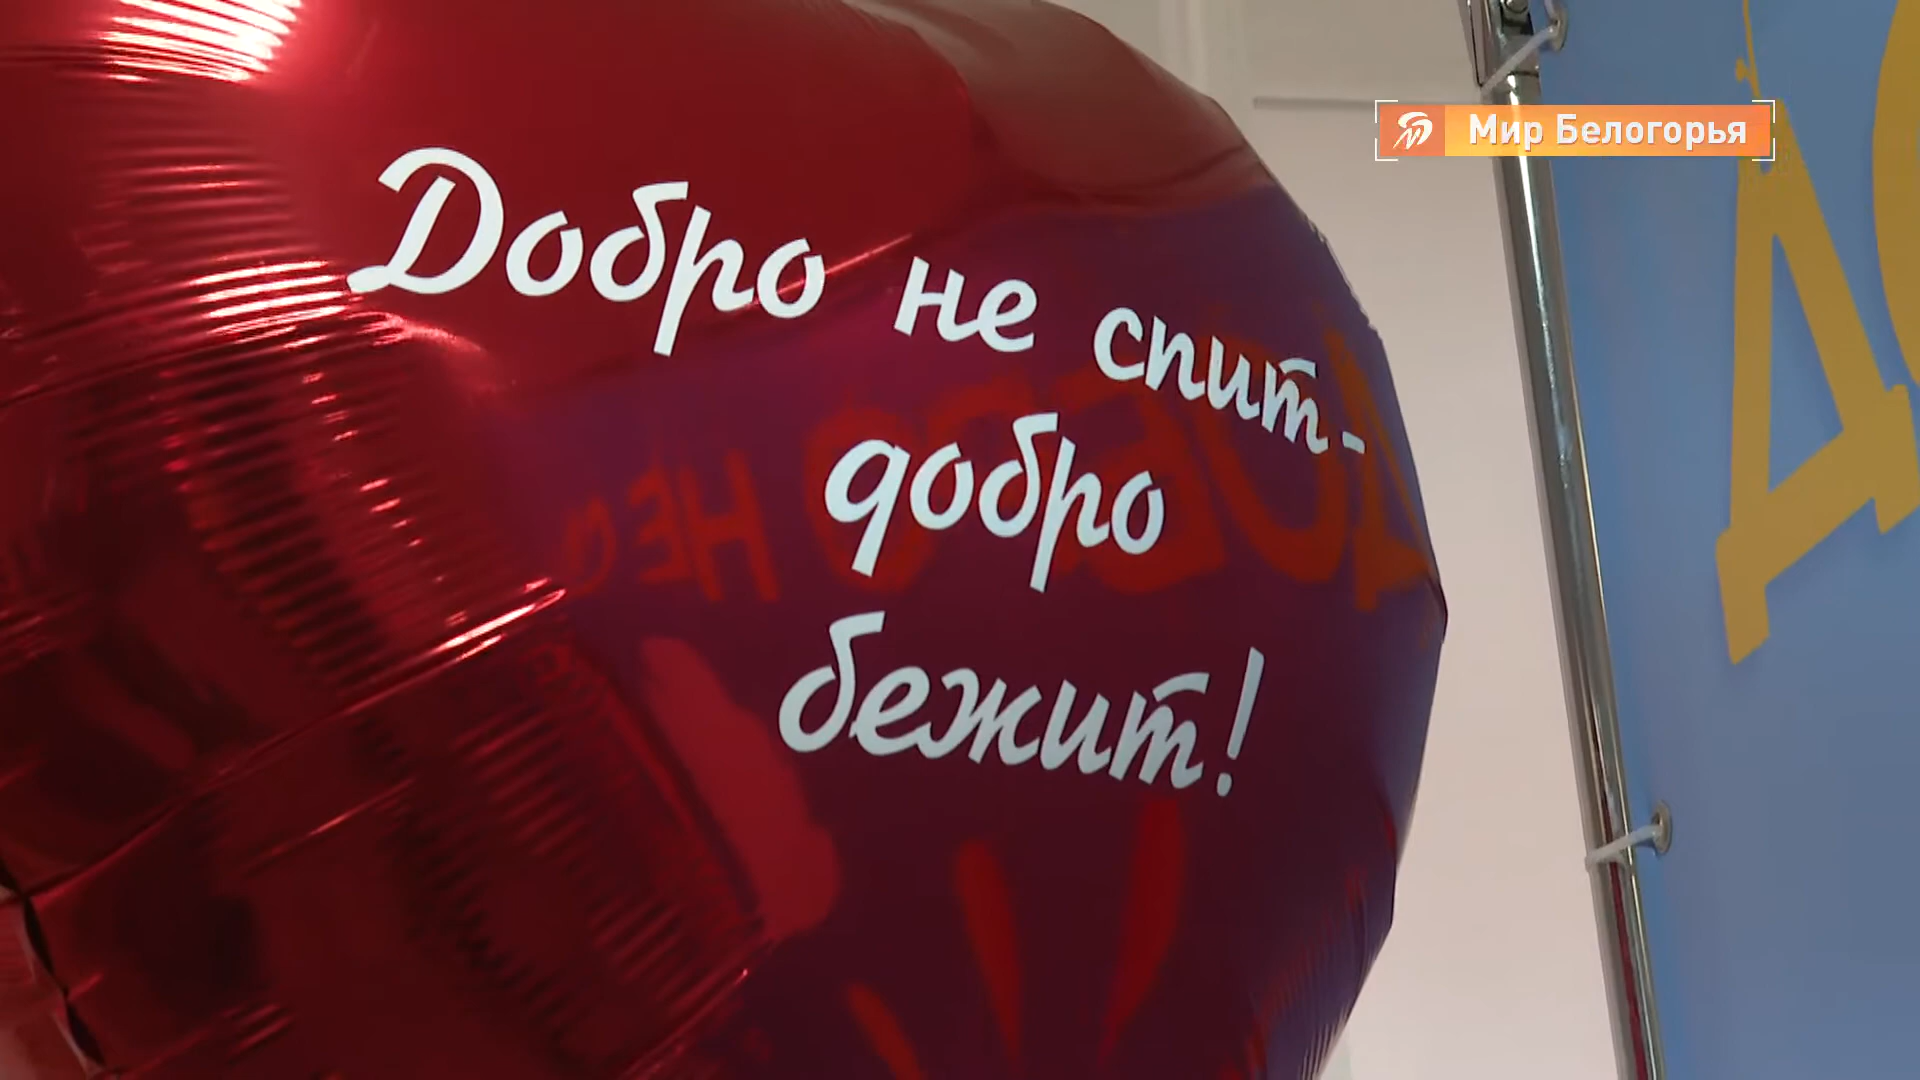 Мир Белогорья
Добро не спит-
добро
бежит!